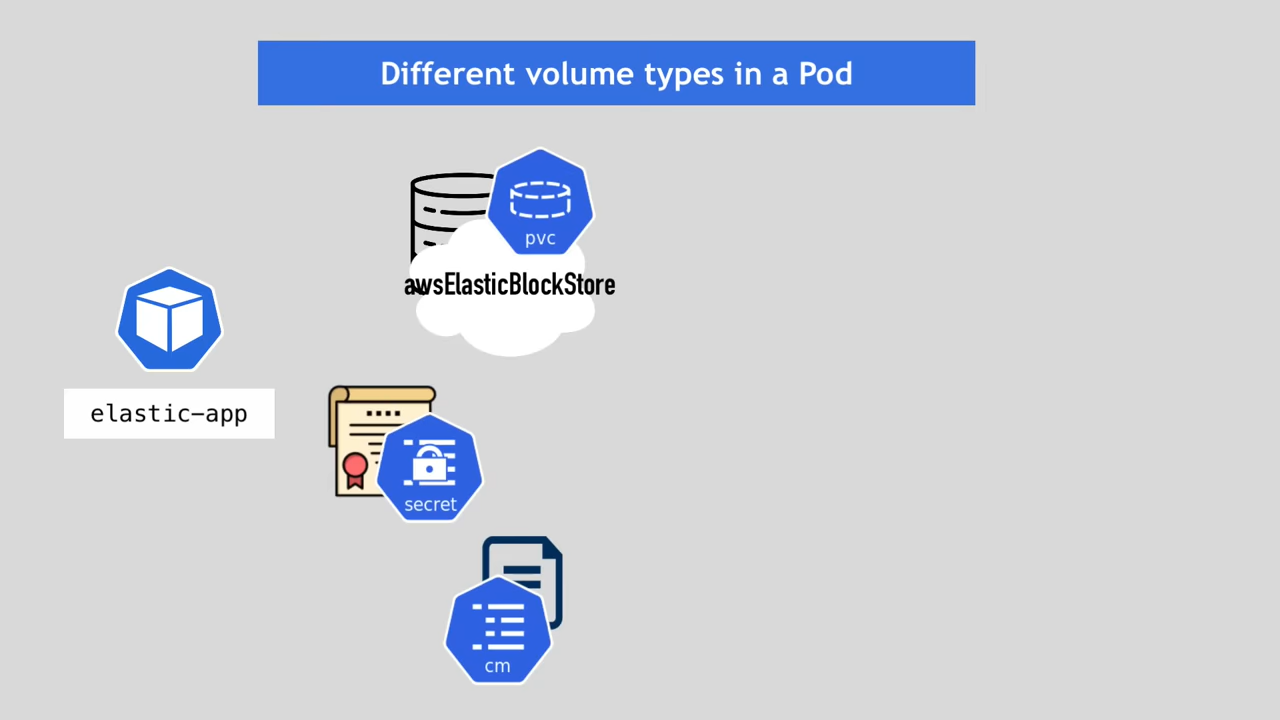 Different volume types in a Pod
pvc
awsElasticBlockStore
elastic-app
secret
cm